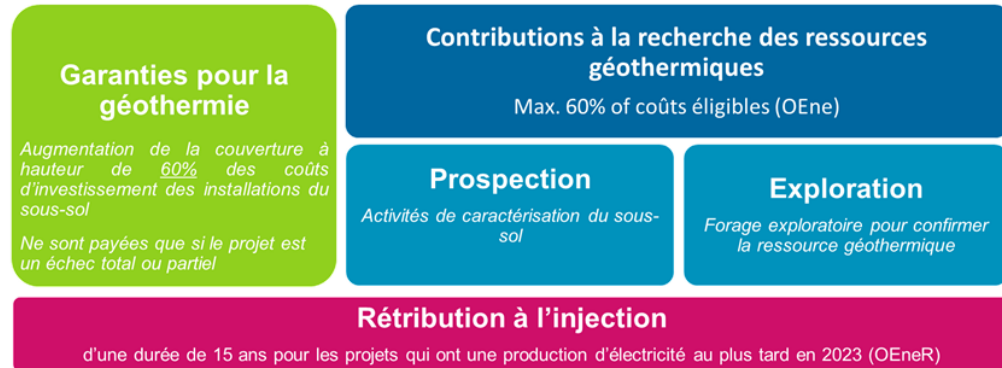 Garanties pour la
géothermie
Augmentation de la couverture à
hauteur de 60% des coûts
d'investissement des installations du
sous-sol
Ne sont payées que si le projet est
un échec total ou partiel
Contributions à la recherche des ressources
géothermiques
Max. 60% of coûts éligibles (OEne)
Prospection
Activités de caractérisation du sous-
sol
Exploration
Forage exploratoire pour confirmer
la ressource géothermique
Rétribution à l'injection
d'une durée de 15 ans pour les projets qui ont une production d'électricité au plus tard en 2023 (OEneR)